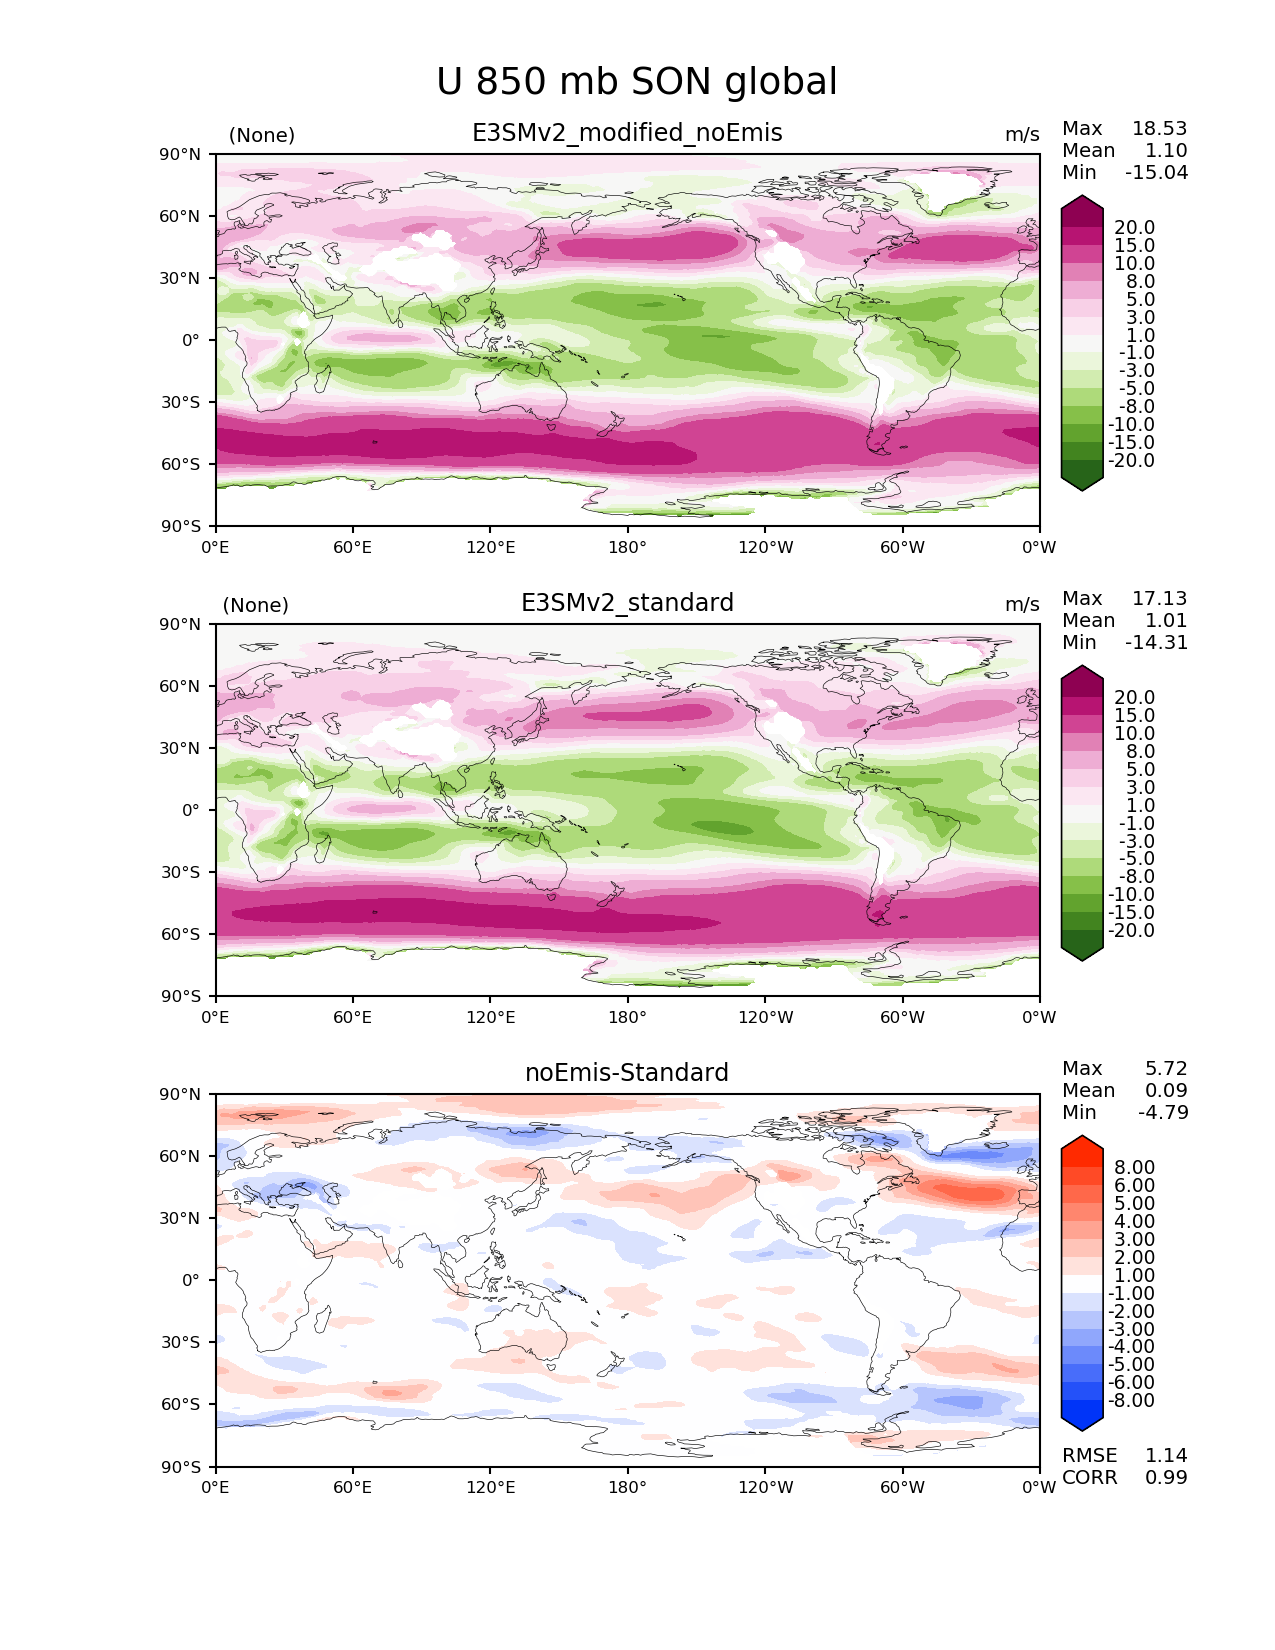 U 850 mb SON global
(None) E3SMv2_modified_noEmis m/s
Max 18.53
Mean 1.10
Min -15.04
90°N
60°N
30°N
0°
30°S
60°S
90°S
0°E 60°E 120°E 180° 120°W 60°W 0°W
20.0
15.0
10.0
8.0
5.0
3.0
1.0
-1.0
-3.0
-5.0
-8.0
-10.0
-15.0
-20.0
(None) E3SMv2_standard m/s
Max 17.13
Mean 1.01
Min -14.31
90°N
60°N
30°N
0°
30°S
60°S
90°S
0°E 60°E 120°E 180° 120°W 60°W 0°W
20.0
15.0
10.0
8.0
5.0
3.0
1.0
-1.0
-3.0
-5.0
-8.0
-10.0
-15.0
-20.0
noEmis-Standard
Max 5.72
Mean 0.09
Min -4.79
90°N
60°N
30°N
0°
30°S
60°S
90°S
0°E 60°E 120°E 180° 120°W 60°W 0°W
8.00
6.00
5.00
4.00
3.00
2.00
1.00
-1.00
-2.00
-3.00
-4.00
-5.00
-6.00
-8.00
RMSE 1.14
CORR 0.99